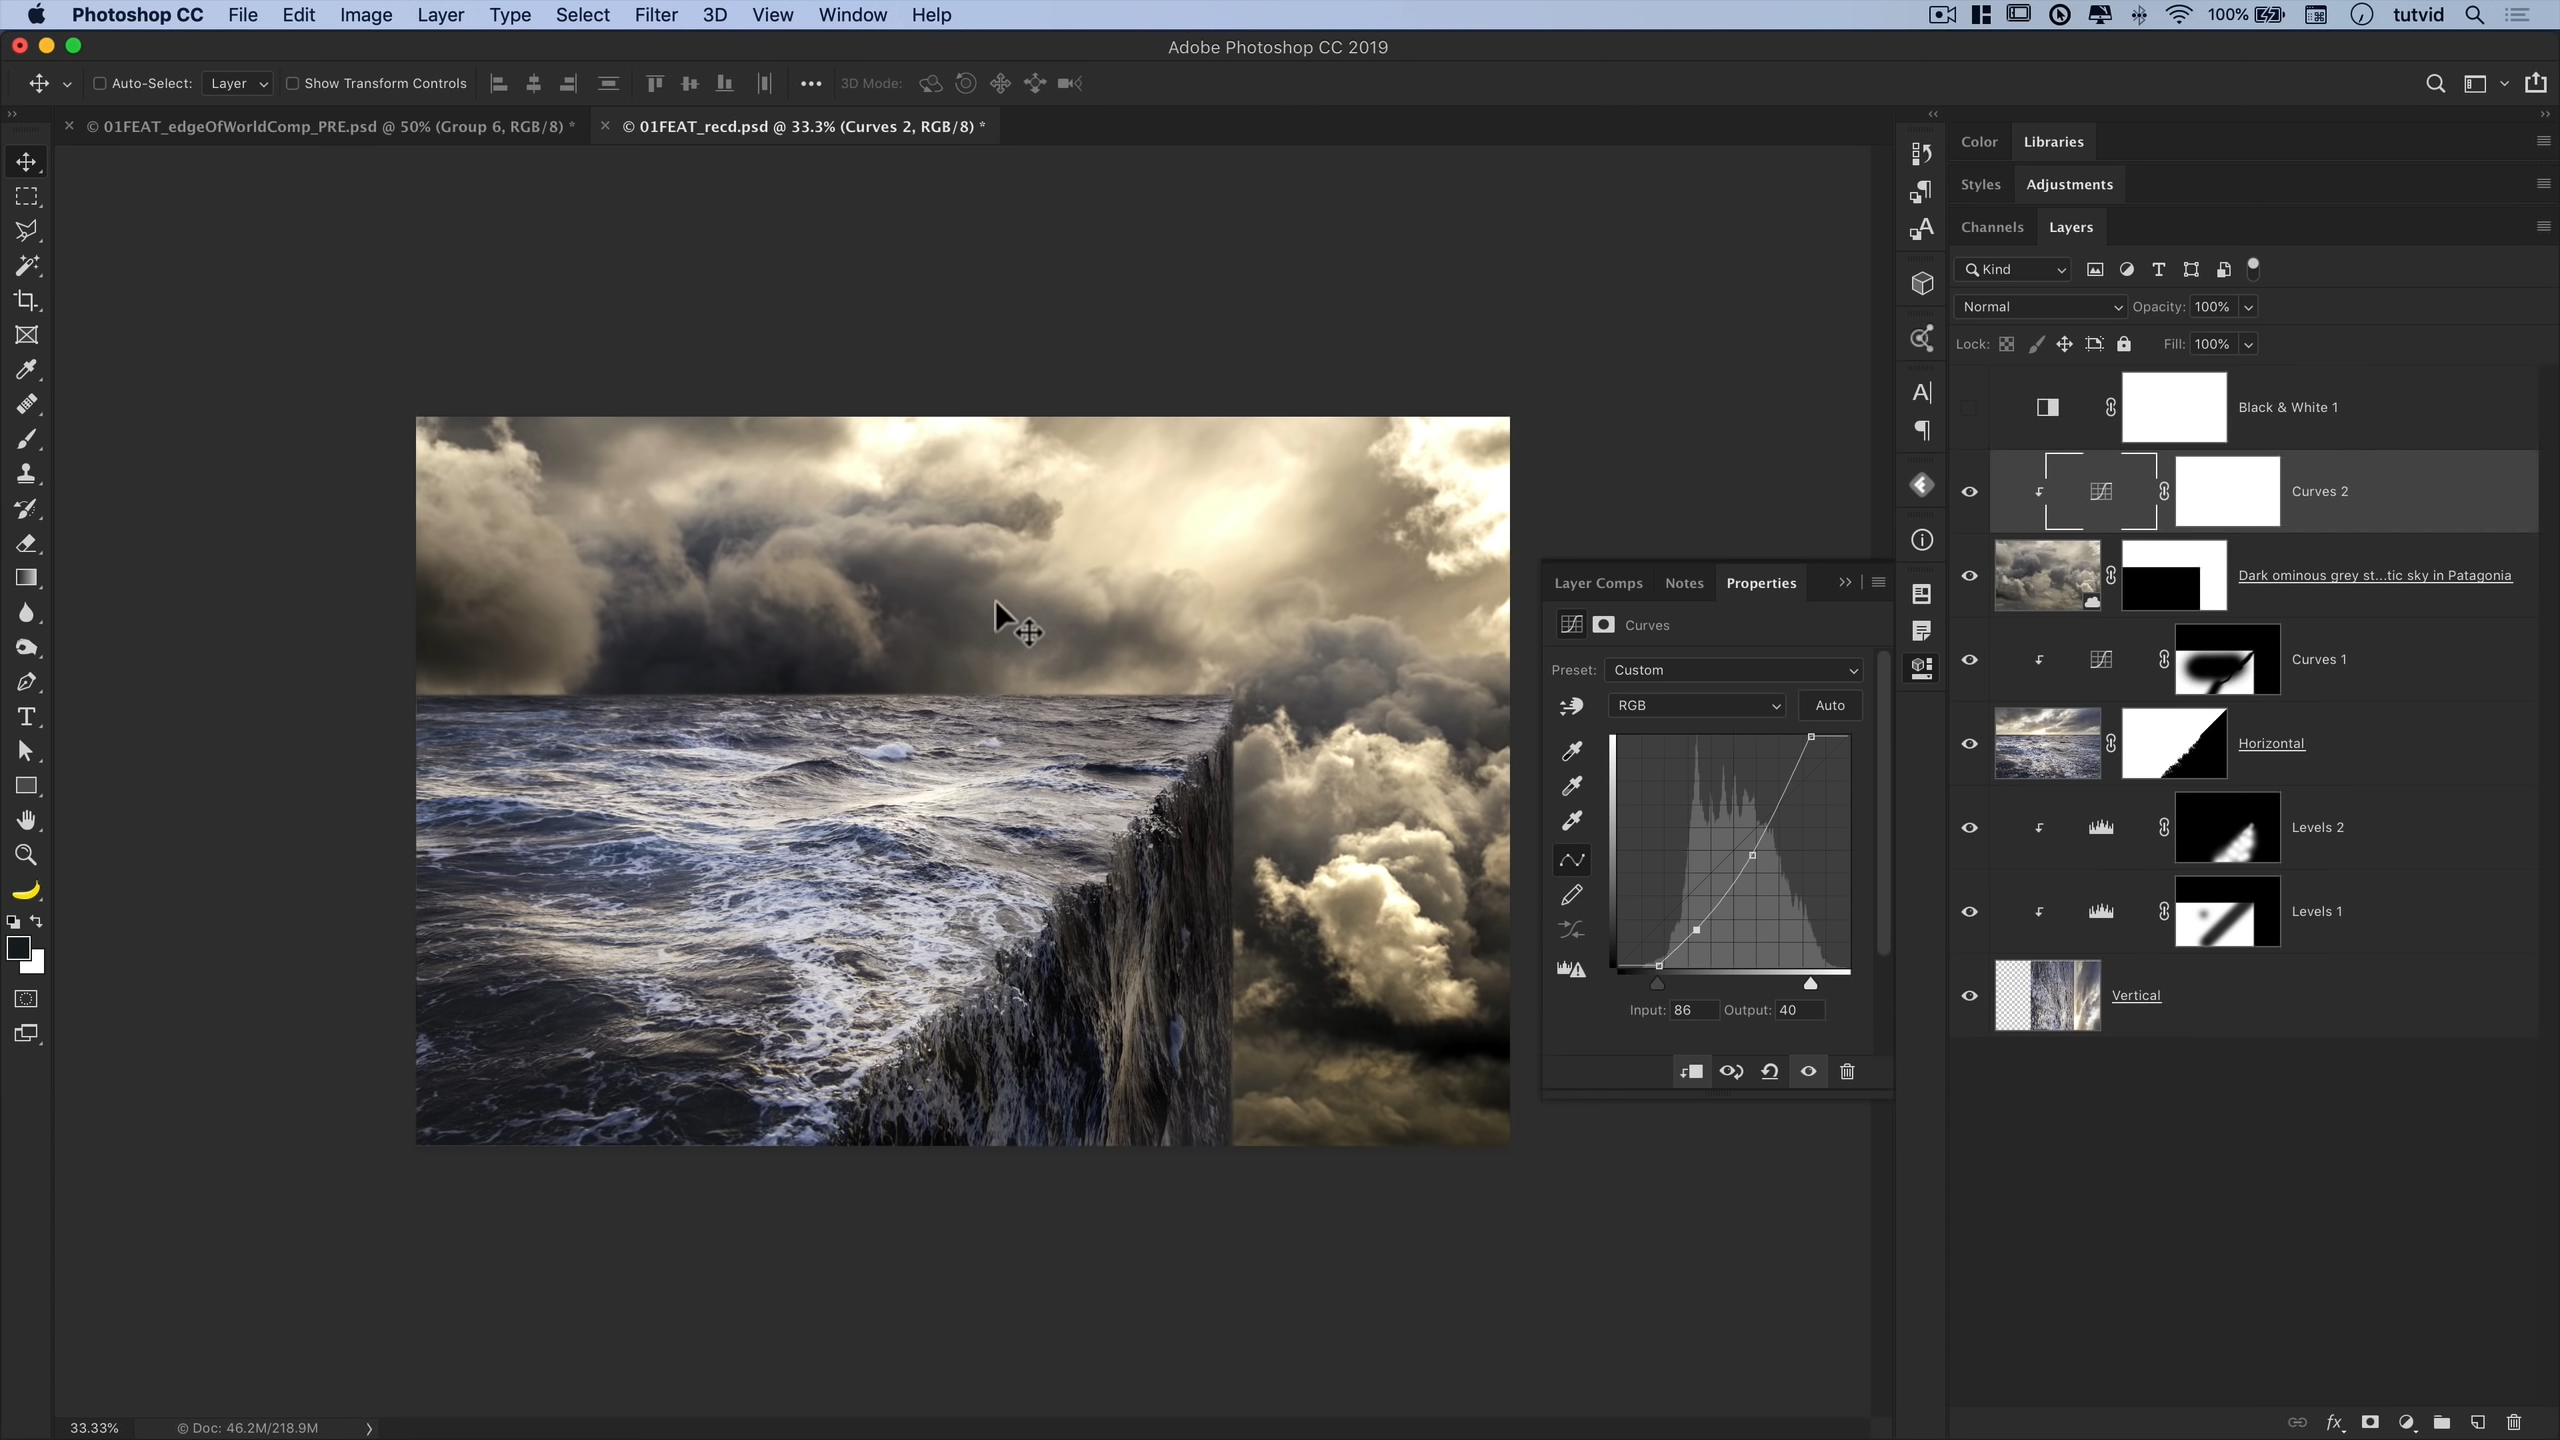 Photoshop CC File Edit Image Layer Type Select Filter 3D View Window Help 100% tutvid
Adobe Photoshop CC 2019
Auto-Select: Layer Show Transform Controls 3D Mode:
© 01FEAT_edgeOfWorldComp_PRE.psd @ 50% (Group 6, RGB/8) * © 01FEAT_recd.psd @ 33.3% (Curves 2, RGB/8) *
Color Libraries
Styles Adjustments
Channels Layers
Kind
Normal Opacity: 100%
Lock: Fill: 100%
Black & White 1
Curves 2
Dark ominous grey st...tic sky in Patagonia
Curves 1
Horizontal
Levels 2
Levels 1
Vertical
Layer Comps Notes Properties
Curves
Preset: Custom
RGB Auto
Input: 86 Output: 40
33.33% © Doc: 46.2M/218.9M